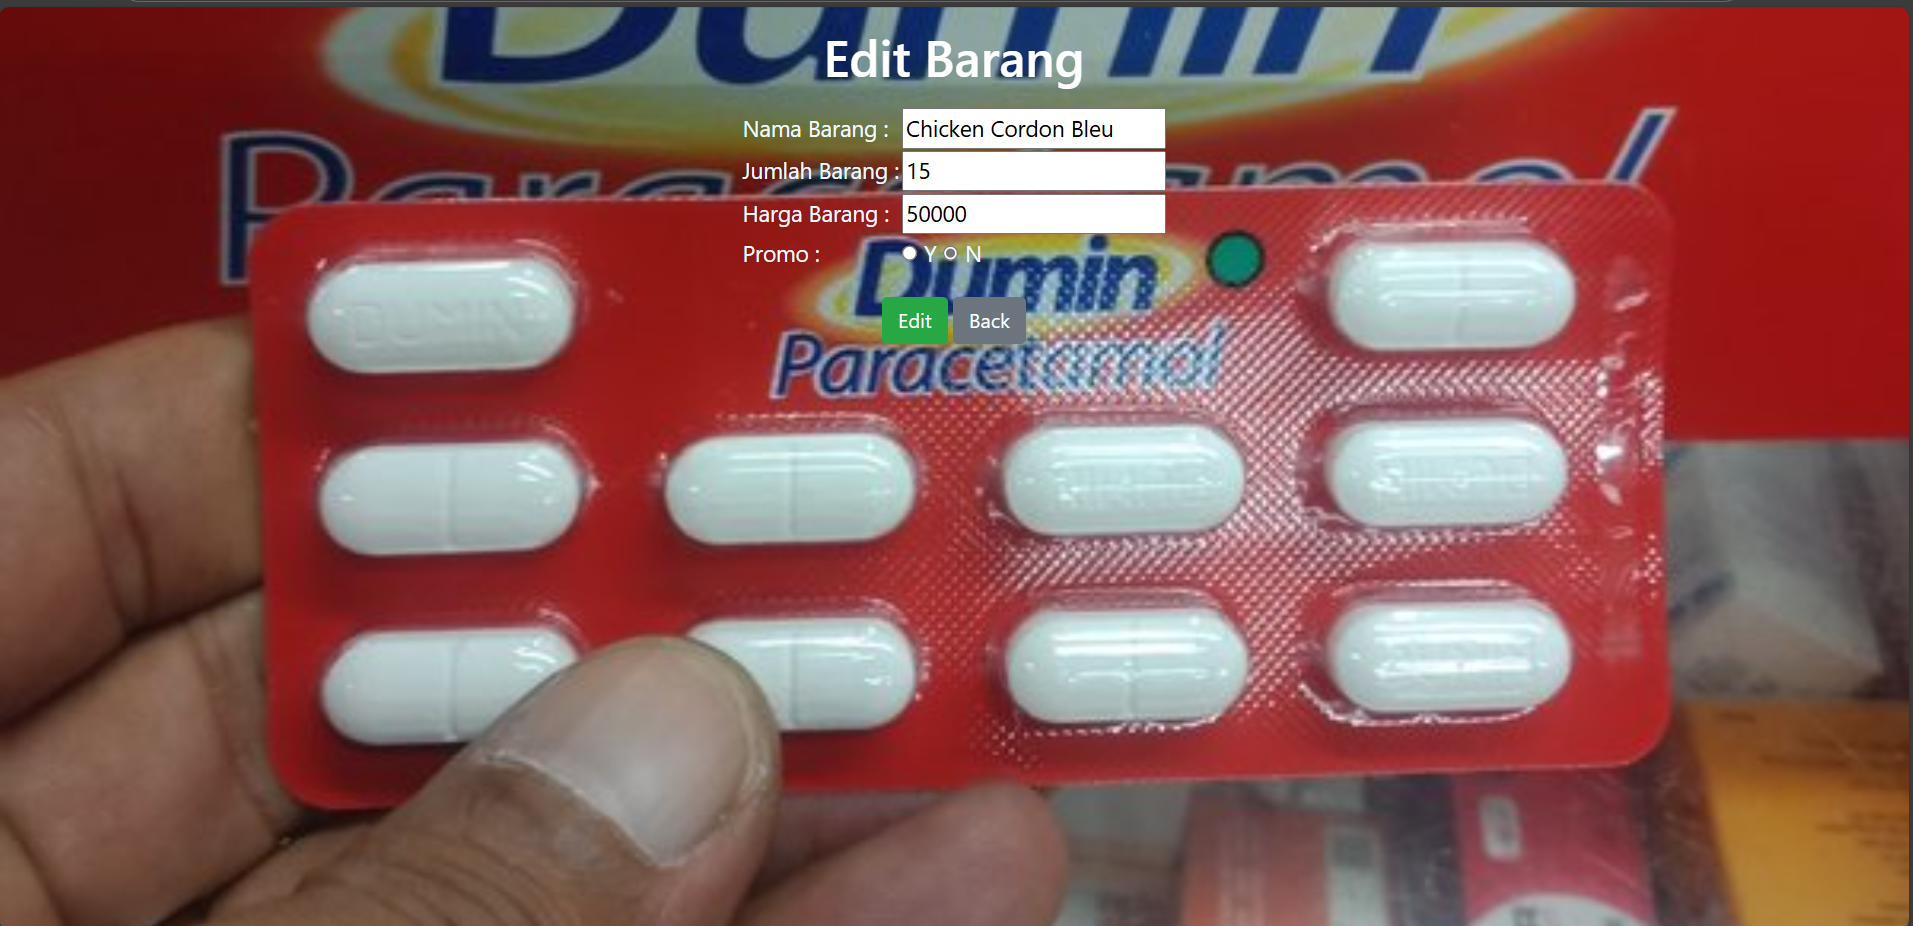 Dumin
Edit Barang
Paracetamol
Nama Barang : Chicken Cordon Bleu
Jumlah Barang : 15
Harga Barang : 50000
Promo : Y N
Dumin
Edit Back
Paracetamol
DUMIN